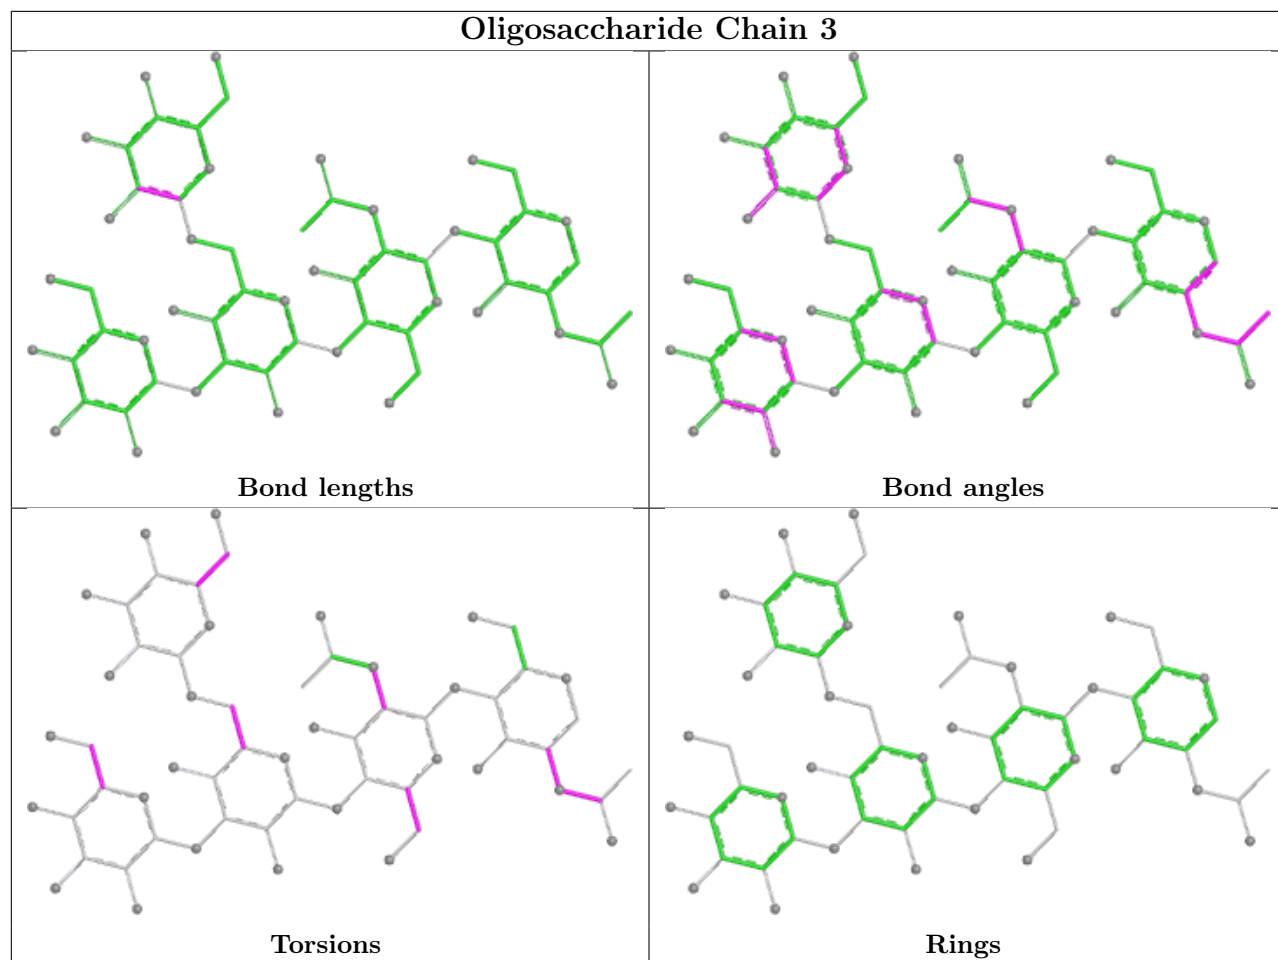 Oligosaccharide Chain 3
Bond lengths
Bond angles
Torsions
Rings